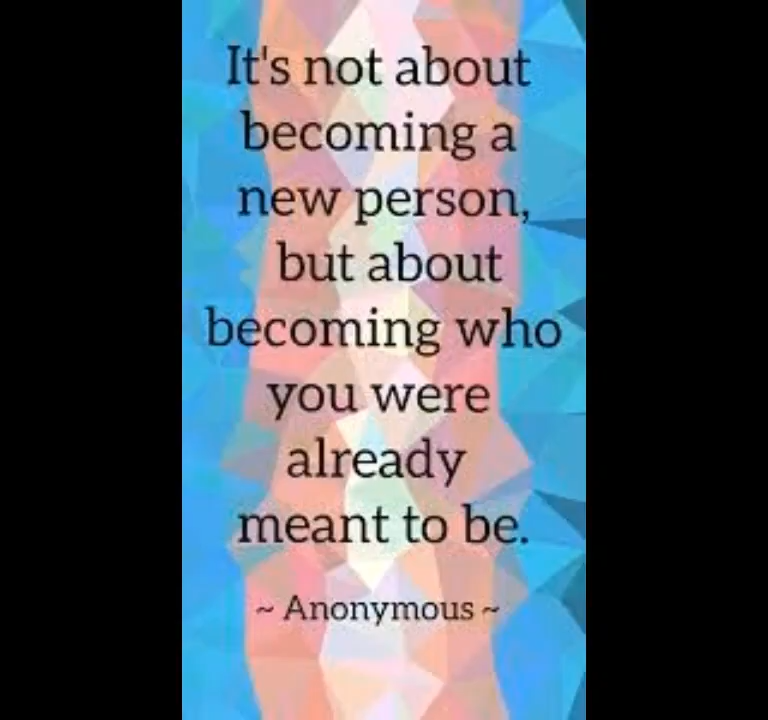 It's not about
becoming a
new person,
but about
becoming who
you were
already
meant to be.
~ Anonymous ~